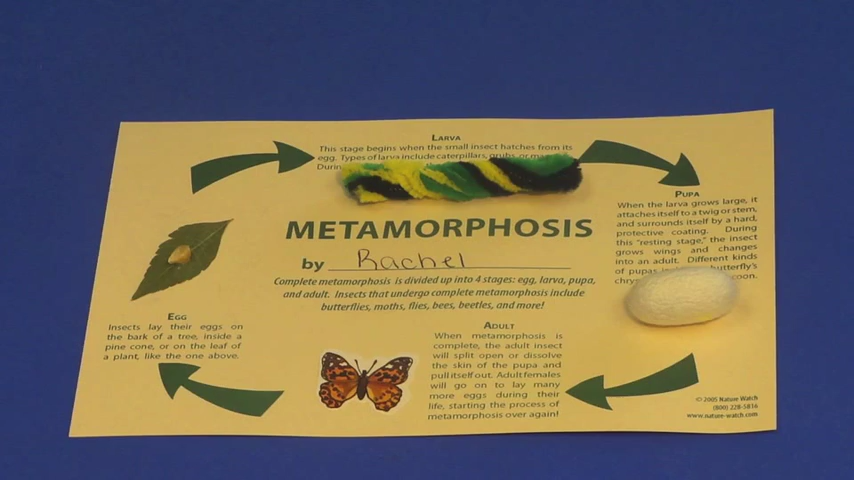 LARVA
This stage begins when the small insect hatches from its
egg. Types of larva include caterpillars, grubs, or
METAMORPHOSIS
by Rachel
Complete metamorphosis is divided up into 4 stages: egg, larva, pupa,
and adult. Insects that undergo complete metamorphosis include
butterflies, moths, flies, bees, beetles, and more!
PUPA
When the larva grows large, it
attaches itself to a twig or stem,
and surrounds itself by a hard,
protective coating. During
this "resting stage," the insect
grows wings and changes
into an adult. Different kinds
of butterfly's
EGG
Insects lay their eggs on
the bark of a tree, inside a
pine cone, or on the leaf of
a plant, like the one above.
ADULT
When metamorphosis is
complete, the adult insect
will split open or dissolve
the skin of the pupa and
pull itself out. Adult females
will go on to lay many
more eggs during their
life, starting the process of
metamorphosis over again!
© 2005 Nature Watch
(800) 228-5816
www.nature-watch.com